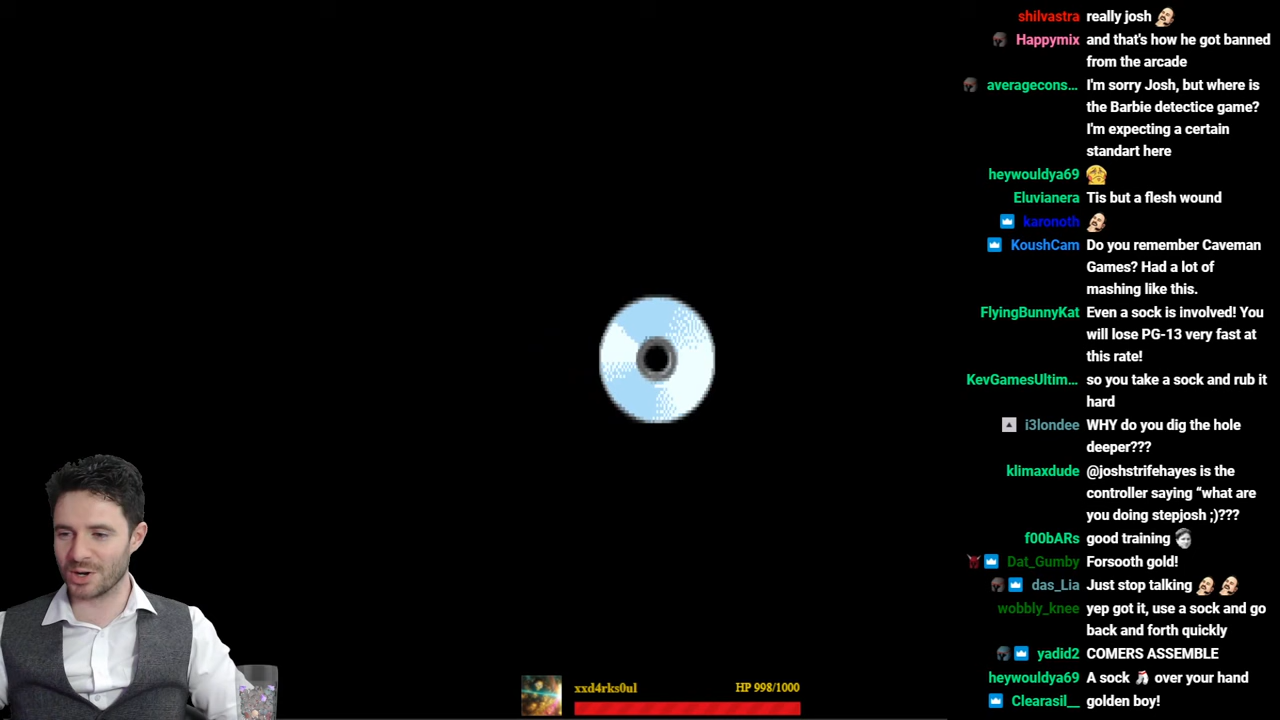 shilvastra really josh
Happymix and that's how he got banned
from the arcade
averagecons... I'm sorry Josh, but where is
the Barbie detectice game?
I'm expecting a certain
standart here
heywouldya69
Eluvianera Tis but a flesh wound
karonoth
KoushCam Do you remember Caveman
Games? Had a lot of
mashing like this.
FlyingBunnyKat Even a sock is involved! You
will lose PG-13 very fast at
this rate!
KevGamesUltim... so you take a sock and rub it
hard
i3londee WHY do you dig the hole
deeper???
klimaxdude @joshstrifehayes is the
controller saying “what are
you doing stepjosh ;)???
f00bARs good training
Dat_Gumby Forsooth gold!
das_Lia Just stop talking
wobbly_knee yep got it, use a sock and go
back and forth quickly
yadid2 COMERS ASSEMBLE
heywouldya69 A sock over your hand
Clearasil__ golden boy!
xxd4rks0ul HP 998/1000